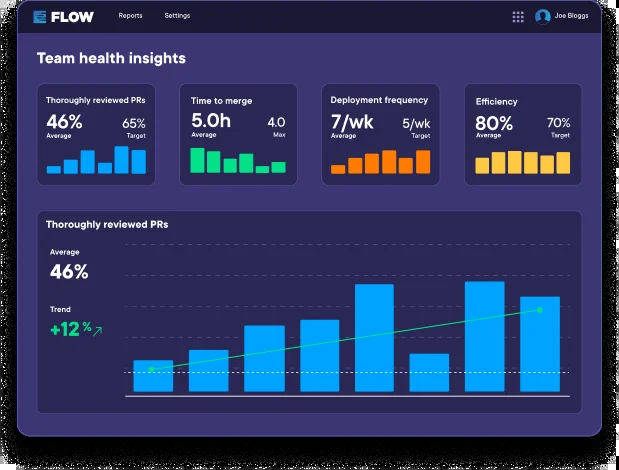 FLOW
Reports
Settings
Joe Bloggs
Team health insights
Thoroughly reviewed PRs
46%
65%
Average
Target
Time to merge
5.0h
4.0
Average
Max
Deployment frequency
7/wk
5/wk
Average
Target
Efficiency
80%
70%
Average
Target
Thoroughly reviewed PRs
Average
46%
Trend
+12%